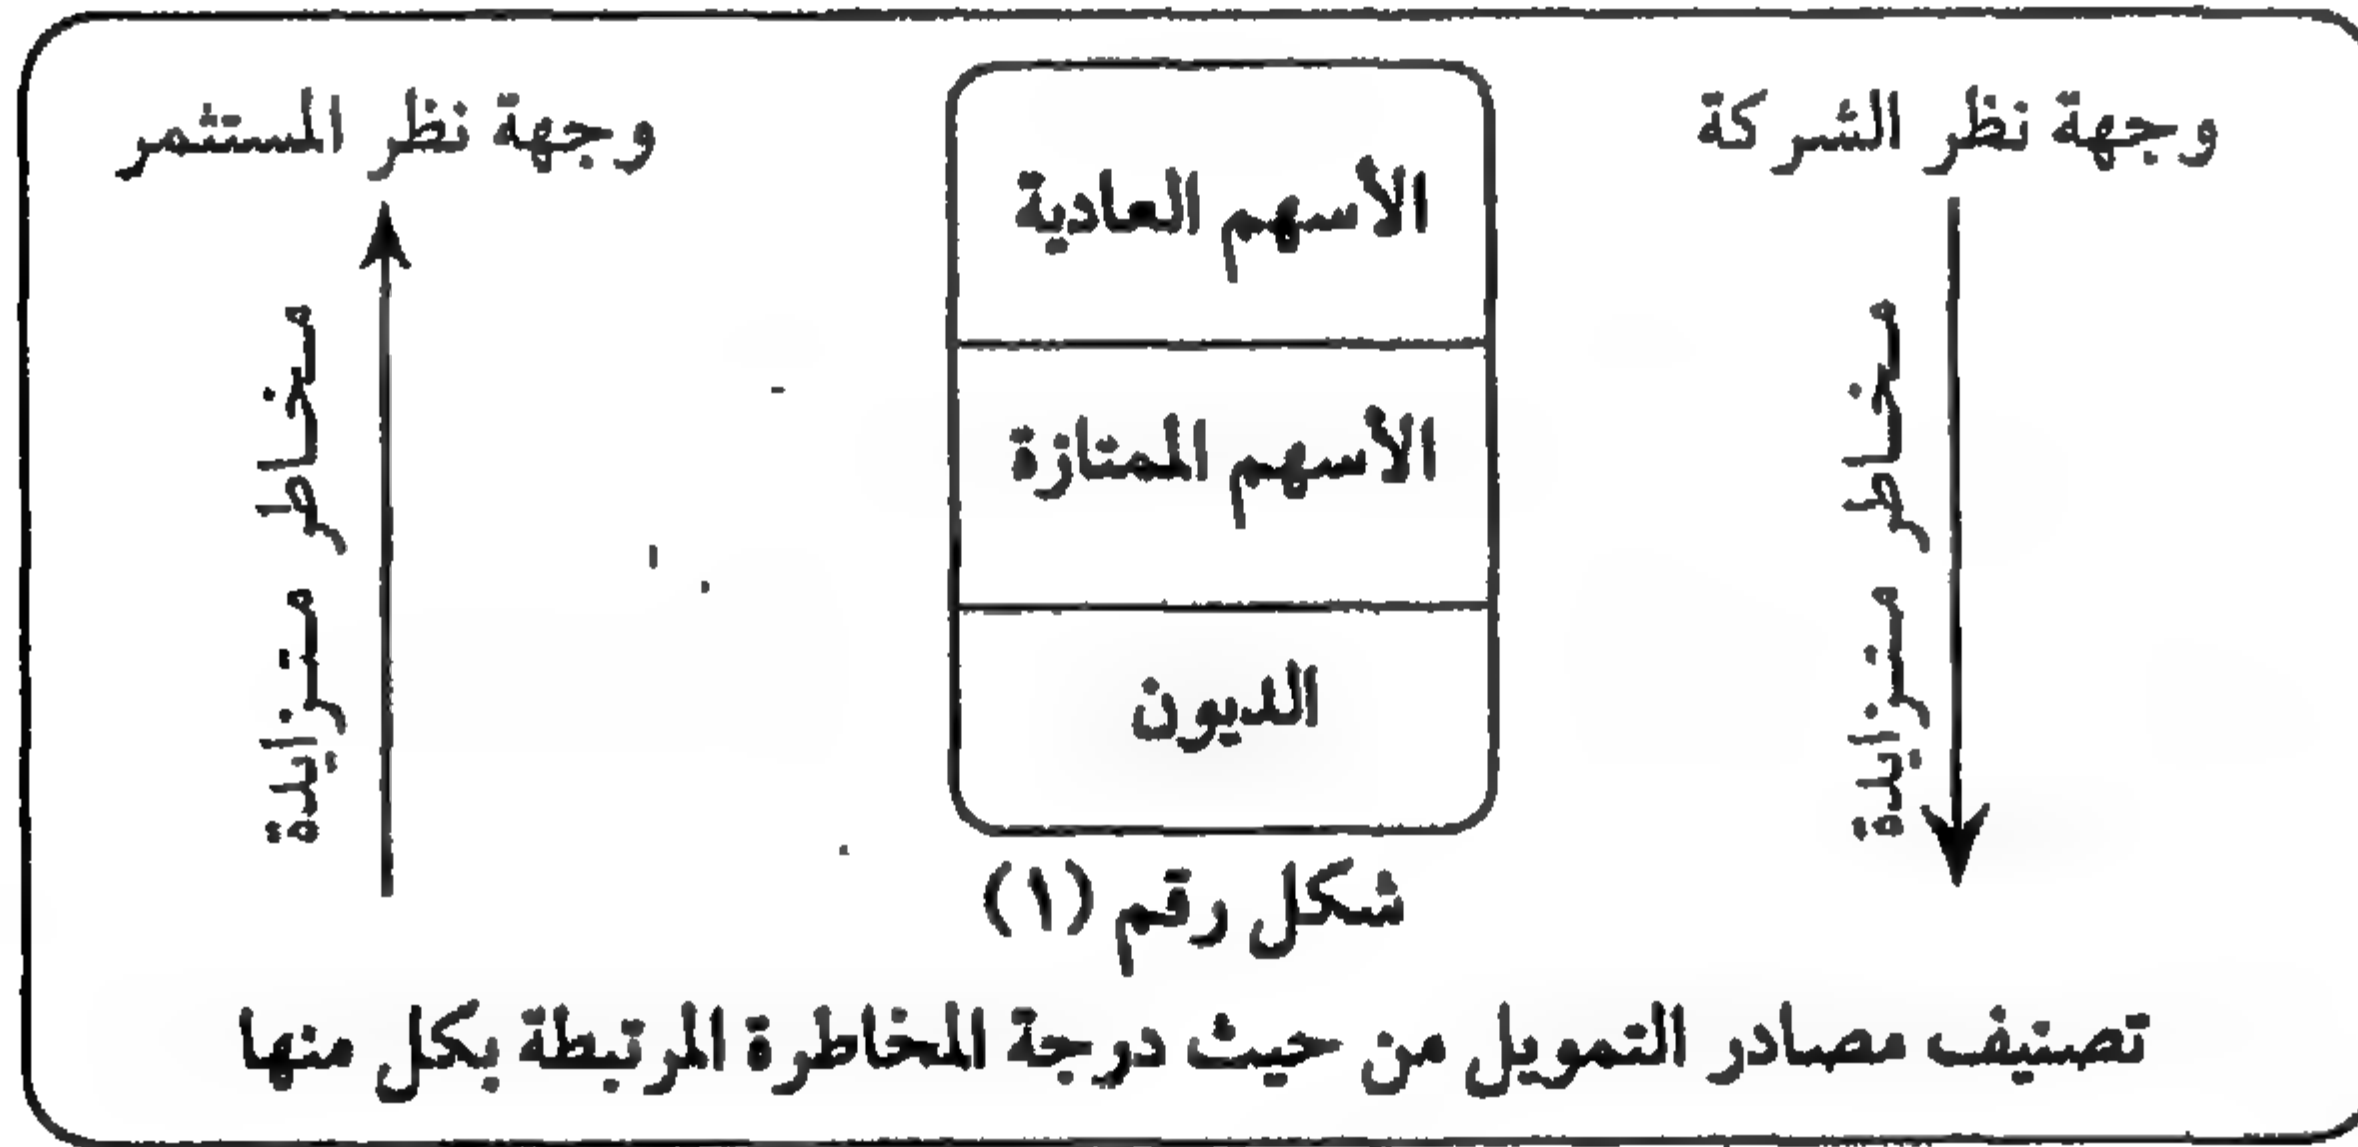 وجهة نظر الشركة
وجهة نظر المستثمر
الأسهم العادية
مخاطر متزايدة
مخاطر متزايدة
الأسهم الممتازة
الديون
شكل رقم (١)
تصنيف مصادر التمويل من حيث درجة المخاطرة المرتبطة بكل منها